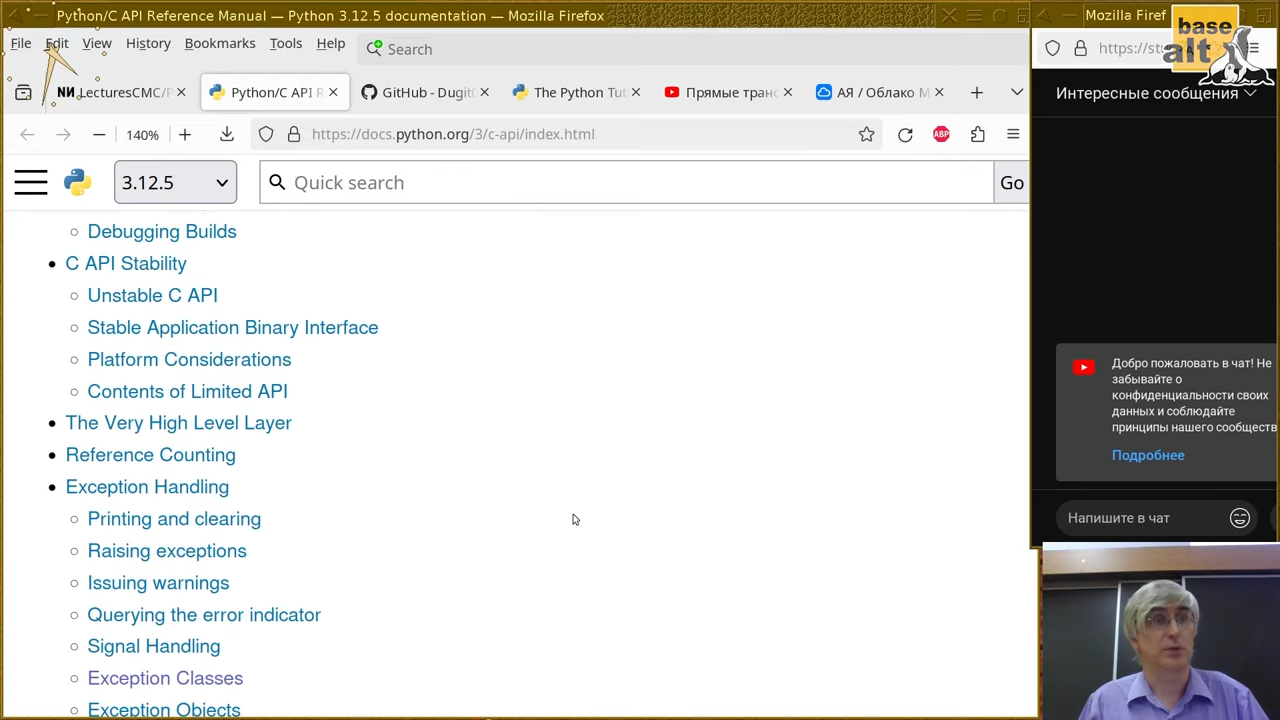 Python/C API Reference Manual — Python 3.12.5 documentation — Mozilla Firefox
Mozilla Firef
base
alt
File Edit View History Bookmarks Tools Help
Search
LecturesCMC/P
Python/C API R
GitHub - Dugit
The Python Tut
Прямые тран
АЯ / Облако М
140%
https://docs.python.org/3/c-api/index.html
ABP
3.12.5
Quick search
Go
https://stu
Интересные сообщения
Debugging Builds
C API Stability
Unstable C API
Stable Application Binary Interface
Platform Considerations
Contents of Limited API
The Very High Level Layer
Reference Counting
Exception Handling
Printing and clearing
Raising exceptions
Issuing warnings
Querying the error indicator
Signal Handling
Exception Classes
Exception Objects
Добро пожаловать в чат! Не
забывайте о
конфиденциальности своих
данных и соблюдайте
принципы нашего сообществ
Подробнее
Напишите в чат